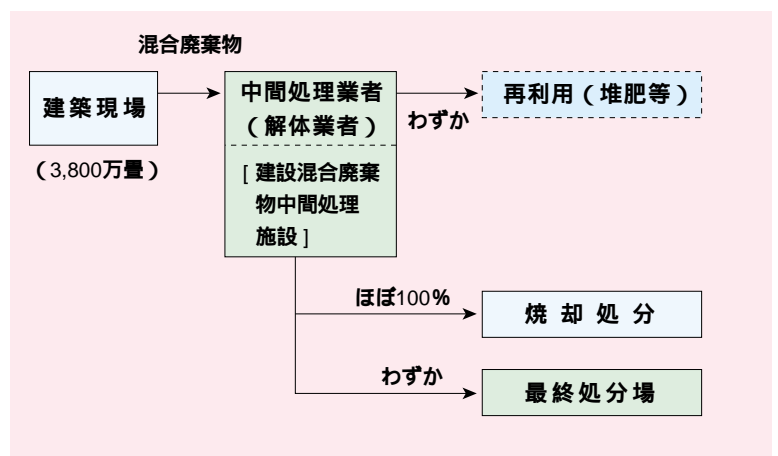 混合廃棄物
建築現場
（3,800万畳）
中間処理業者
（解体業者）
[ 建設混合廃棄
物中間処理
施設 ]
わずか
再利用（堆肥等）
ほぼ100％
焼却処分
わずか
最終処分場